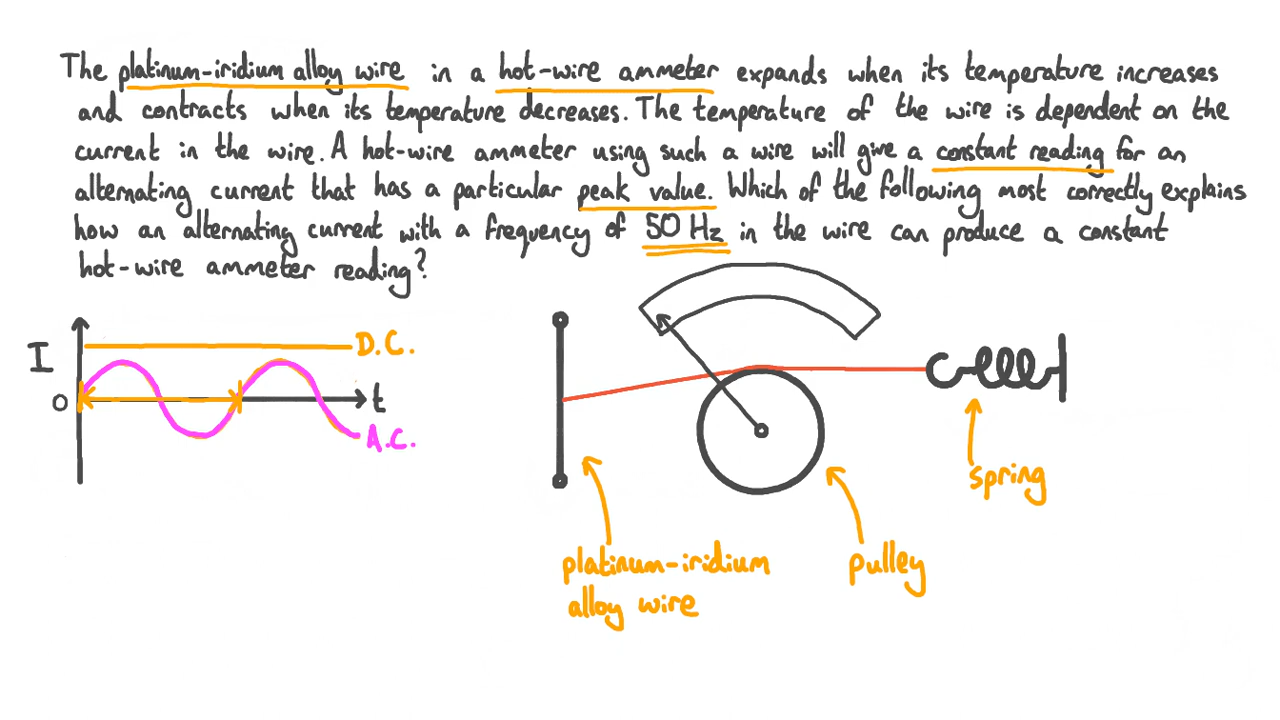 The platinum-iridium alloy wire in a hot-wire ammeter expands when its temperature increases
and contracts when its temperature decreases. The temperature of the wire is dependent on the
current in the wire. A hot-wire ammeter using such a wire will give a constant reading for an
alternating current that has a particular peak value. Which of the following most correctly explains
how an alternating current with a frequency of 50 Hz in the wire can produce a constant
hot-wire ammeter reading?
I
D.C.
0
t
A.C.
spring
platinum-iridium
alloy wire
pulley